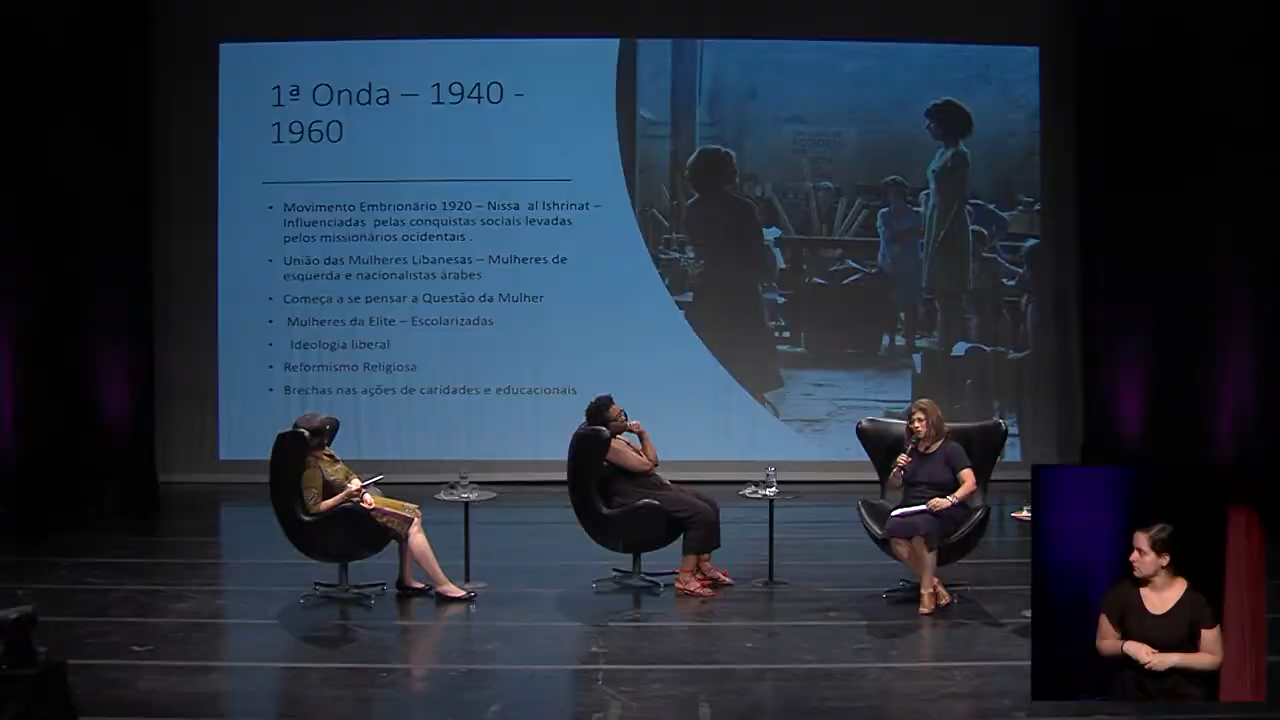 1ª Onda – 1940 -
1960
• Movimento Embrionário 1920 – Nissa al Ishrinat –
Influenciadas pelas conquistas sociais levadas
pelos missionários ocidentais .
• União das Mulheres Libanesas – Mulheres de
esquerda e nacionalistas árabes
• Começa a se pensar a Questão da Mulher
• Mulheres da Elite – Escolarizadas
• Ideologia liberal
• Reformismo Religiosa
• Brechas nas ações de caridades e educacionais